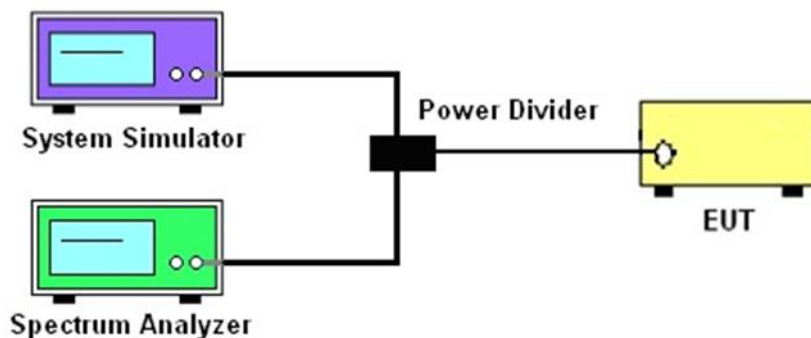 System Simulator
Power Divider
EUT
Spectrum Analyzer